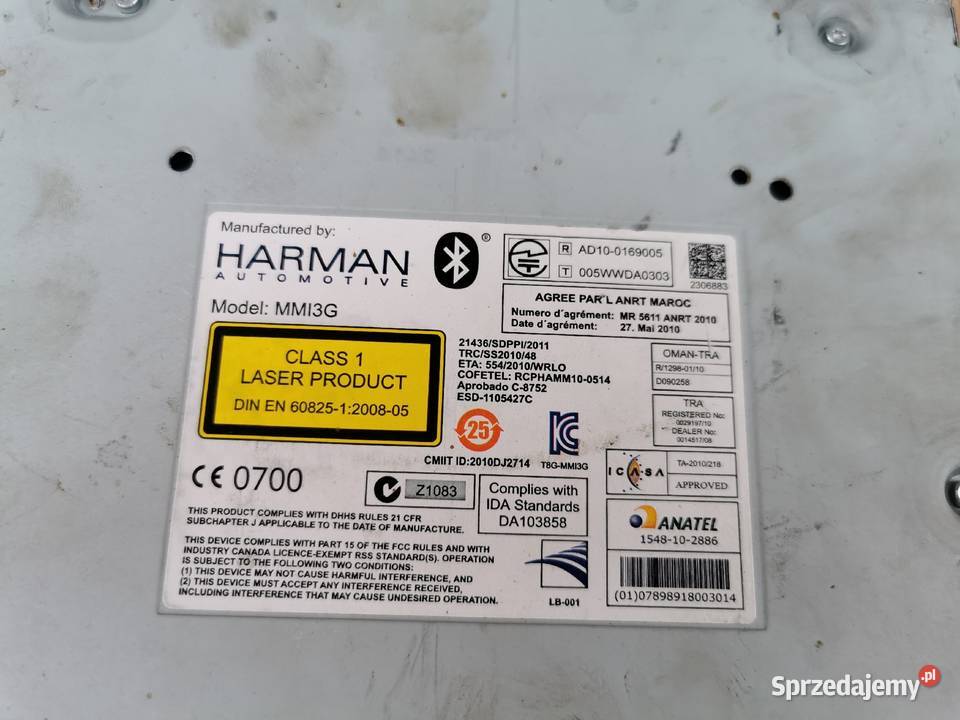 Manufactured by:
HARMAN
AUTOMOTIVE
®
Model: MMI3G
CLASS 1
LASER PRODUCT
DIN EN 60825-1:2008-05
R AD10-0169005
T 005WWDA0303
2306883
AGREE PAR'L ANRT MAROC
Numero d´agrément: MR 5611 ANRT 2010
Date d´agrément: 27. Mai 2010
21436/SDPPI/2011
TRC/SS2010/48
ETA: 554/2010/WRLO
COFETEL: RCPHAMM10-0514
Aprobado C-8752
ESD-1105427C
OMAN-TRA
R/1298-01/10
D090258
TRA
REGISTERED No:
0029197/10
DEALER No:
0014517/08
25
CMIIT ID:2010DJ2714
T8G-MMI3G
ICASA
TA-2010/218
APPROVED
CE 0700
Z1083
Complies with
IDA Standards
DA103858
ANATEL
1548-10-2886
(01)07898918003014
THIS PRODUCT COMPLIES WITH DHHS RULES 21 CFR
SUBCHAPTER J APPLICABLE TO THE DATE OF MANUFACTURE.
THIS DEVICE COMPLIES WITH PART 15 OF THE FCC RULES AND WITH
INDUSTRY CANADA LICENCE-EXEMPT RSS STANDARD(S). OPERATION
IS SUBJECT TO THE FOLLOWING TWO CONDITIONS:
(1) THIS DEVICE MAY NOT CAUSE HARMFUL INTERFERENCE, AND
(2) THIS DEVICE MUST ACCEPT ANY INTERFERENCE RECEIVED,
INCLUDING INTERFERENCE THAT MAY CAUSE UNDESIRED OPERATION.
LB-001
Sprzedajemy.pl